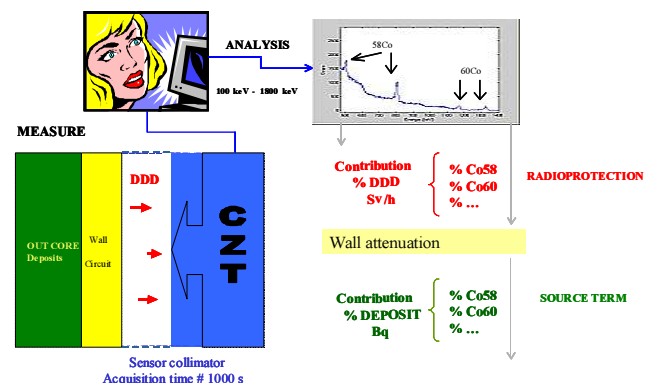 ANALYSIS
100 keV - 1800 keV
58Co
60Co
MEASURE
DDD
OUT CORE
Deposits
Wall
Circuit
CZT
Sensor collimator
Acquisition time # 1000 s
Contribution
% DDD
Sv/h
% Co58
% Co60
% ...
RADIOPROTECTION
Wall attenuation
Contribution
% DEPOSIT
Bq
% Co58
% Co60
% ...
SOURCE TERM